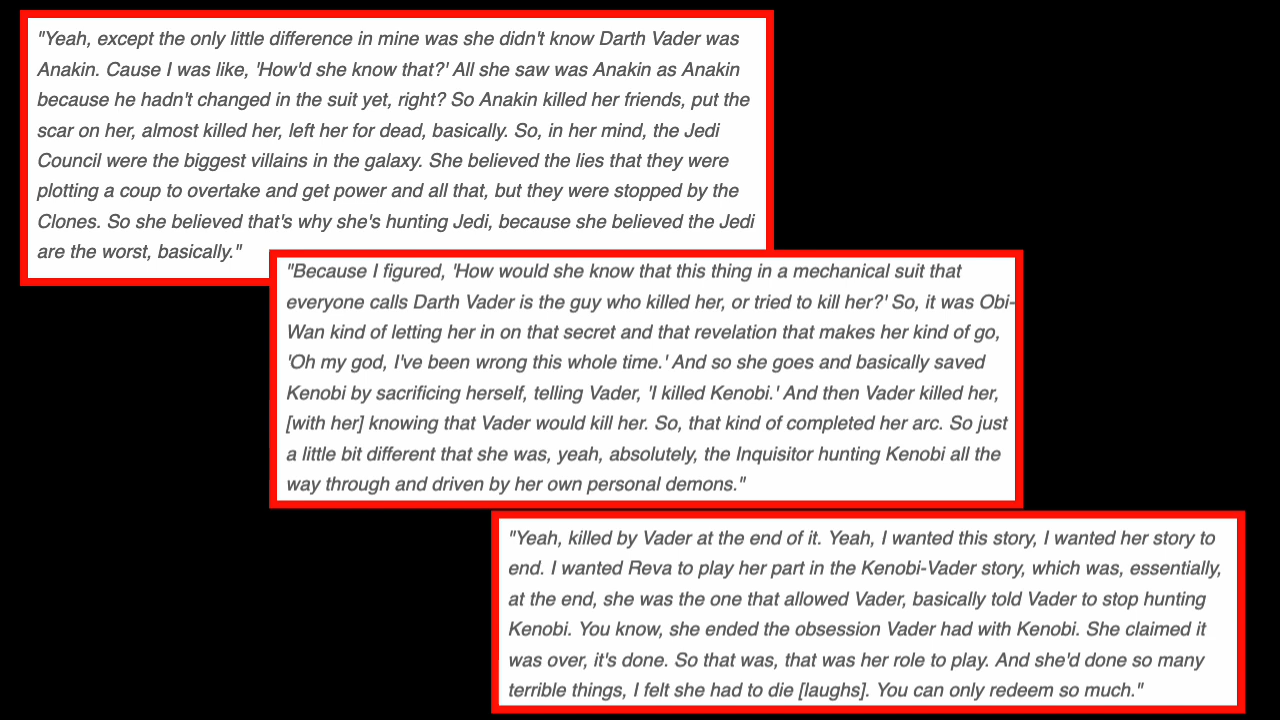 "Yeah, except the only little difference in mine was she didn't know Darth Vader was
Anakin. Cause I was like, 'How'd she know that?' All she saw was Anakin as Anakin
because he hadn't changed in the suit yet, right? So Anakin killed her friends, put the
scar on her, almost killed her, left her for dead, basically. So, in her mind, the Jedi
Council were the biggest villains in the galaxy. She believed the lies that they were
plotting a coup to overtake and get power and all that, but they were stopped by the
Clones. So she believed that's why she's hunting Jedi, because she believed the Jedi
are the worst, basically."
"Because I figured, 'How would she know that this thing in a mechanical suit that
everyone calls Darth Vader is the guy who killed her, or tried to kill her?' So, it was Obi-
Wan kind of letting her in on that secret and that revelation that makes her kind of go,
'Oh my god, I've been wrong this whole time.' And so she goes and basically saved
Kenobi by sacrificing herself, telling Vader, 'I killed Kenobi.' And then Vader killed her,
[with her] knowing that Vader would kill her. So, that kind of completed her arc. So just
a little bit different that she was, yeah, absolutely, the Inquisitor hunting Kenobi all the
way through and driven by her own personal demons."
"Yeah, killed by Vader at the end of it. Yeah, I wanted this story, I wanted her story to
end. I wanted Reva to play her part in the Kenobi-Vader story, which was, essentially,
at the end, she was the one that allowed Vader, basically told Vader to stop hunting
Kenobi. You know, she ended the obsession Vader had with Kenobi. She claimed it
was over, it's done. So that was, that was her role to play. And she'd done so many
terrible things, I felt she had to die [laughs]. You can only redeem so much."